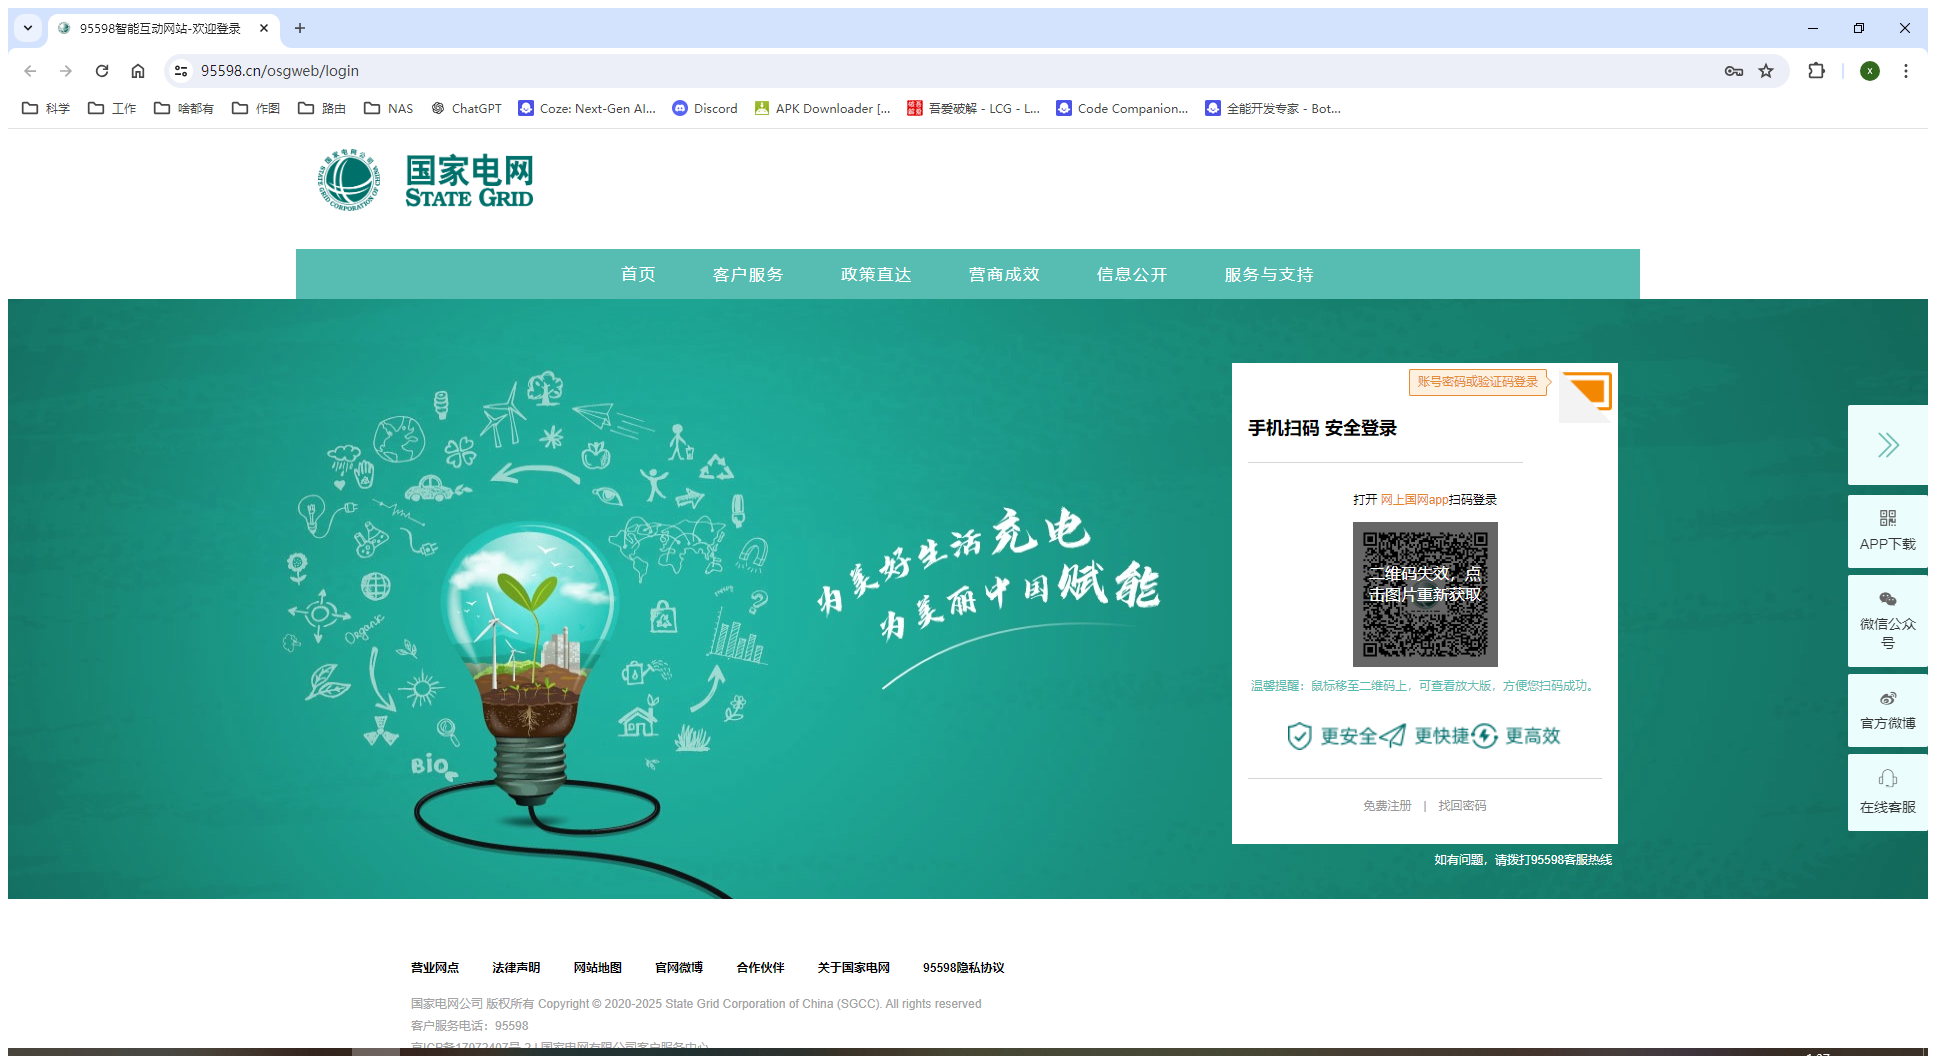 95598智能互动网站-欢迎登录
95598.cn/osgweb/login
科学 工作 啥都有 作图 路由 NAS ChatGPT Coze: Next-Gen AI... Discord APK Downloader [... 吾爱破解 - LCG - L... Code Companion... 全能开发专家 - Bot...
国家电网
STATE GRID
首页 客户服务 政策直达 营商成效 信息公开 服务与支持
账号密码或验证码登录
手机扫码 安全登录
打开 网上国网app扫码登录
二维码失效，点
击图片重新获取
温馨提醒：鼠标移至二维码上，可查看放大版，方便您扫码成功。
更安全 更快捷 更高效
免费注册 | 找回密码
如有问题，请拨打95598客服热线
为家好生活充电
为美丽中国赋能
Organic
Bio
APP下载
微信公众
号
官方微博
在线客服
营业网点 法律声明 网站地图 官网微博 合作伙伴 关于国家电网 95598隐私协议
国家电网公司 版权所有 Copyright © 2020-2025 State Grid Corporation of China (SGCC). All rights reserved
客户服务电话：95598